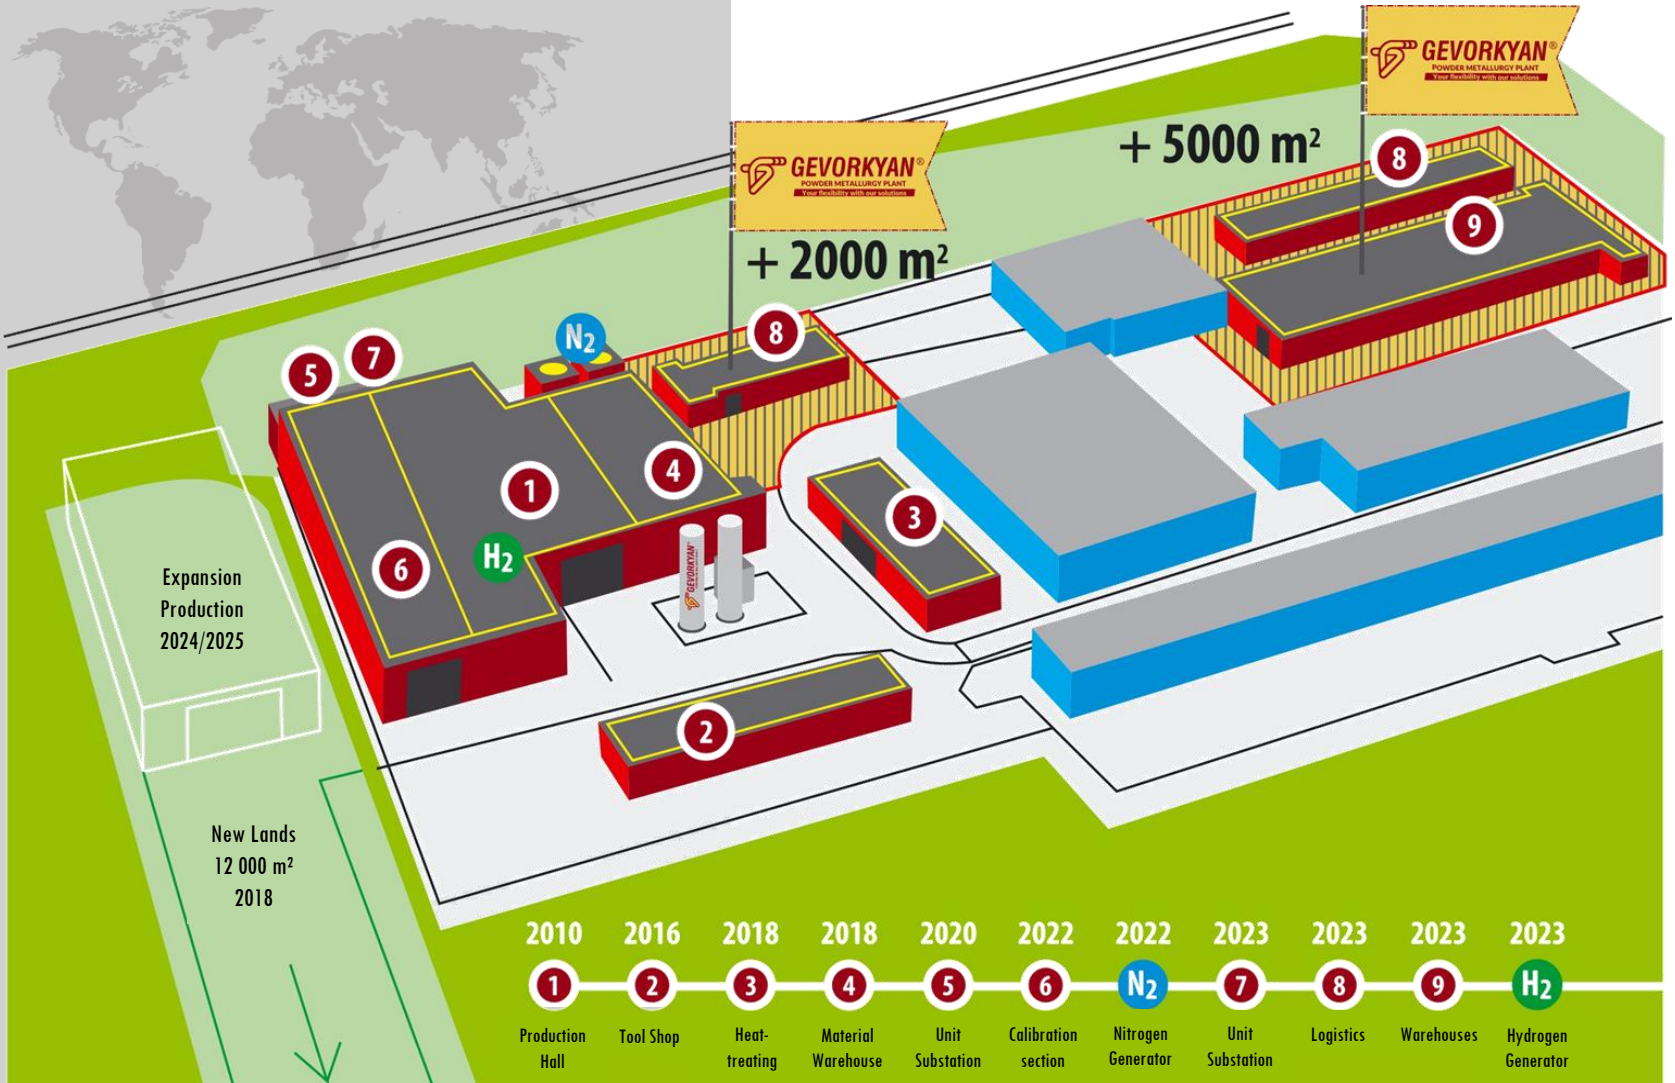 GEVORKYAN®
POWDER METALLURGY PLANT
Your flexibility with our solutions
+ 5000 m²
8
9
GEVORKYAN®
POWDER METALLURGY PLANT
Your flexibility with our solutions
+ 2000 m²
N2
8
5
7
4
1
3
H2
6
GEVORKYAN®
2
Expansion
Production
2024/2025
New Lands
12 000 m²
2018
2010 2016 2018 2018 2020 2022 2022 2023 2023 2023 2023
1 2 3 4 5 6 N2 7 8 9 H2
Production Tool Shop Heat- Material Unit Calibration Nitrogen Unit Logistics Warehouses Hydrogen
Hall treating Warehouse Substation section Generator Substation Generator